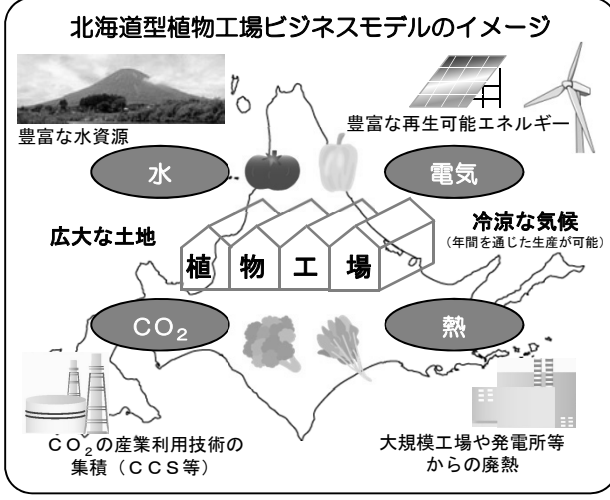 北海道型植物工場ビジネスモデルのイメージ
豊富な水資源
豊富な再生可能エネルギー
水
電気
広大な土地
冷涼な気候
（年間を通じた生産が可能）
植物工場
ＣＯ₂
熱
ＣＯ₂の産業利用技術の
集積（ＣＣＳ等）
大規模工場や発電所等
からの廃熱